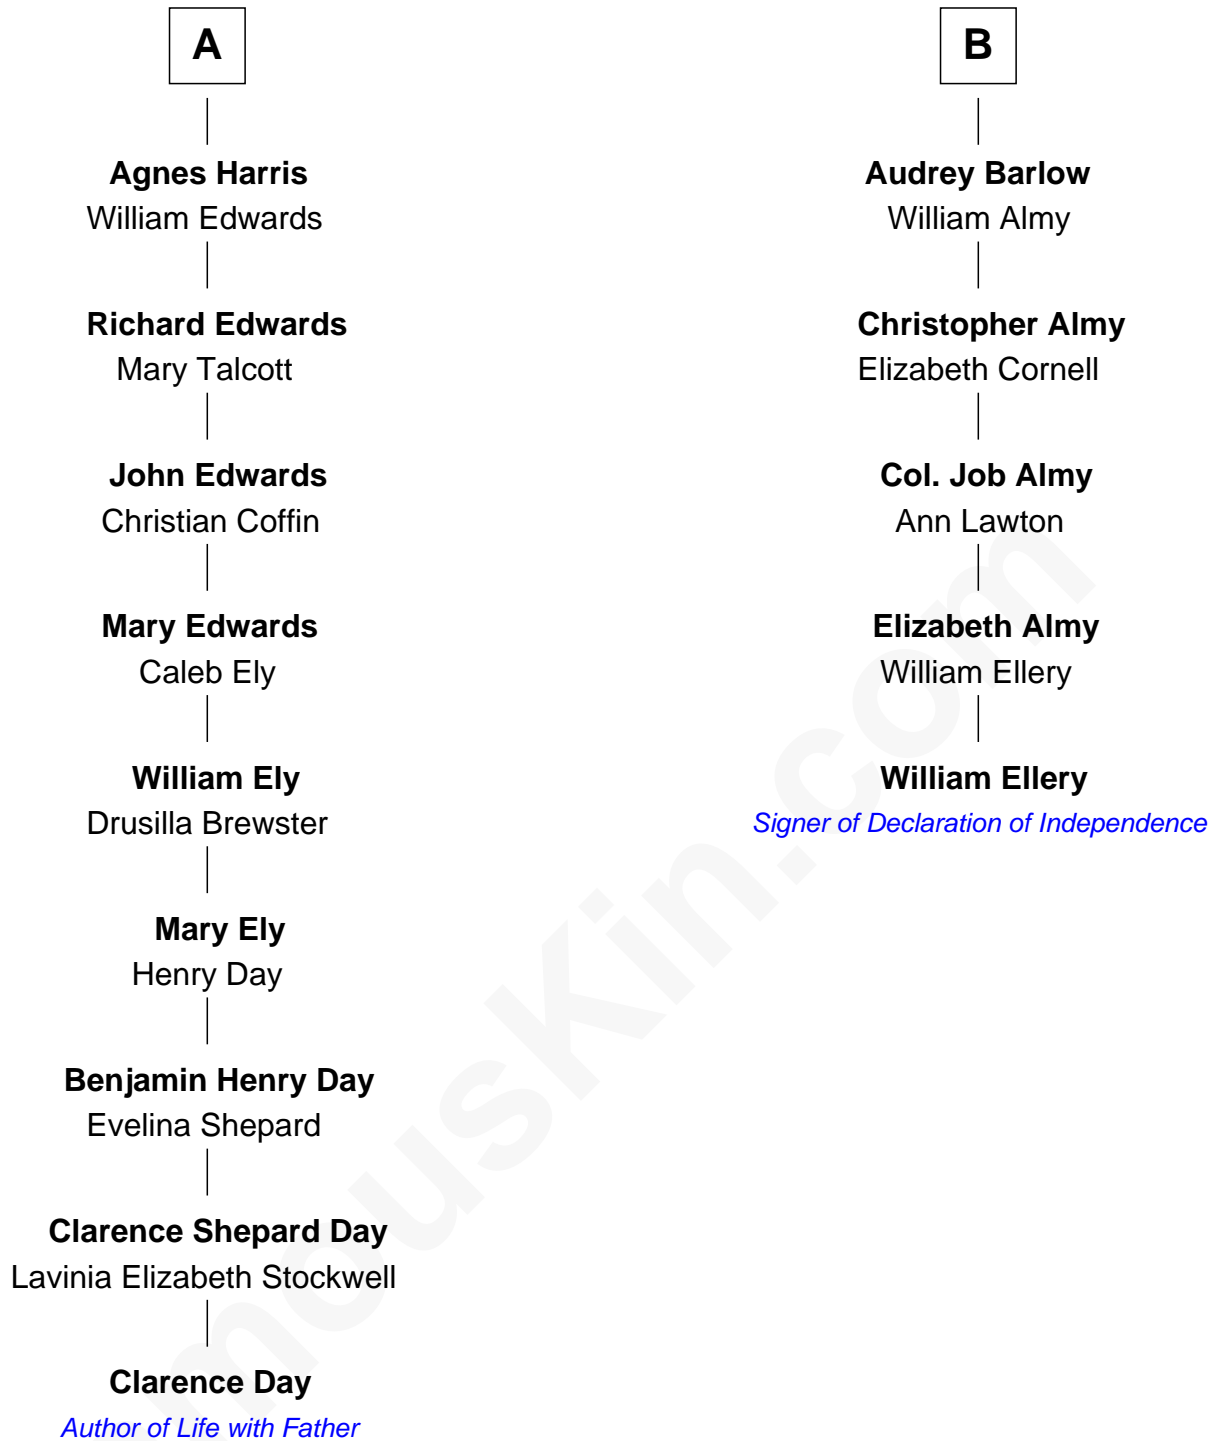 A
Agnes Harris
William Edwards
Richard Edwards
Mary Talcott
John Edwards
Christian Coffin
Mary Edwards
Caleb Ely
William Ely
Drusilla Brewster
Mary Ely
Henry Day
Benjamin Henry Day
Evelina Shepard
Clarence Shepard Day
Lavinia Elizabeth Stockwell
Clarence Day
Author of Life with Father
B
Audrey Barlow
William Almy
Christopher Almy
Elizabeth Cornell
Col. Job Almy
Ann Lawton
Elizabeth Almy
William Ellery
William Ellery
Signer of Declaration of Independence
mousKin.com